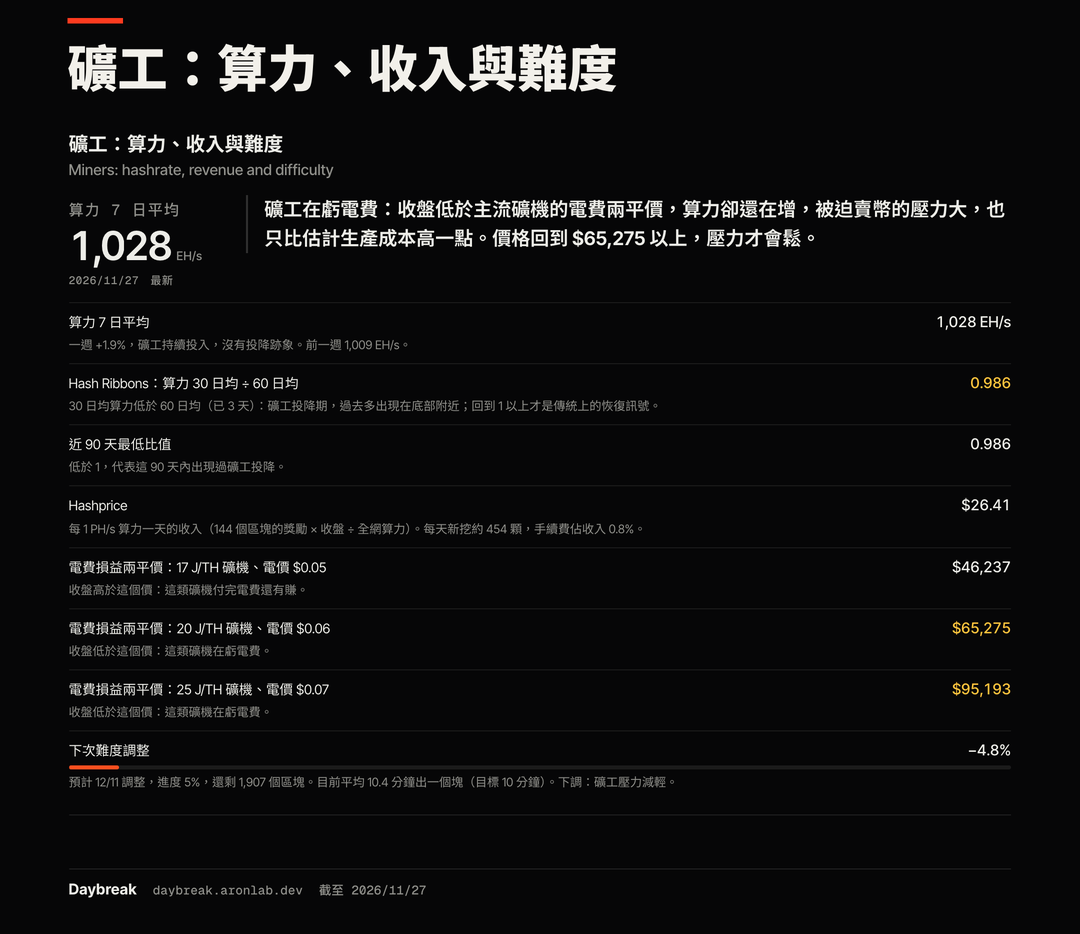 礦工：算力、收入與難度
礦工：算力、收入與難度
Miners: hashrate, revenue and difficulty
算力 7 日平均
1,028 EH/s
2026/11/27 最新
礦工在虧電費：收盤低於主流礦機的電費兩平價，算力卻還在增，被迫賣幣的壓力大，也
只比估計生產成本高一點。價格回到 $65,275 以上，壓力才會鬆。
算力 7 日平均 1,028 EH/s
一週 +1.9%，礦工持續投入，沒有投降跡象。前一週 1,009 EH/s。
Hash Ribbons：算力 30 日均 ÷ 60 日均 0.986
30 日均算力低於 60 日均（已 3 天）：礦工投降期，過去多出現在底部附近；回到 1 以上才是傳統上的恢復訊號。
近 90 天最低比值 0.986
低於 1，代表這 90 天內出現過礦工投降。
Hashprice $26.41
每 1 PH/s 算力一天的收入（144 個區塊的獎勵 × 收盤 ÷ 全網算力）。每天新挖約 454 顆，手續費佔收入 0.8%。
電費損益兩平價：17 J/TH 礦機、電價 $0.05 $46,237
收盤高於這個價：這類礦機付完電費還有賺。
電費損益兩平價：20 J/TH 礦機、電價 $0.06 $65,275
收盤低於這個價：這類礦機在虧電費。
電費損益兩平價：25 J/TH 礦機、電價 $0.07 $95,193
收盤低於這個價：這類礦機在虧電費。
下次難度調整 −4.8%
預計 12/11 調整，進度 5%，還剩 1,907 個區塊。目前平均 10.4 分鐘出一個塊（目標 10 分鐘）。下調：礦工壓力減輕。
Daybreak daybreak.aronlab.dev 截至 2026/11/27